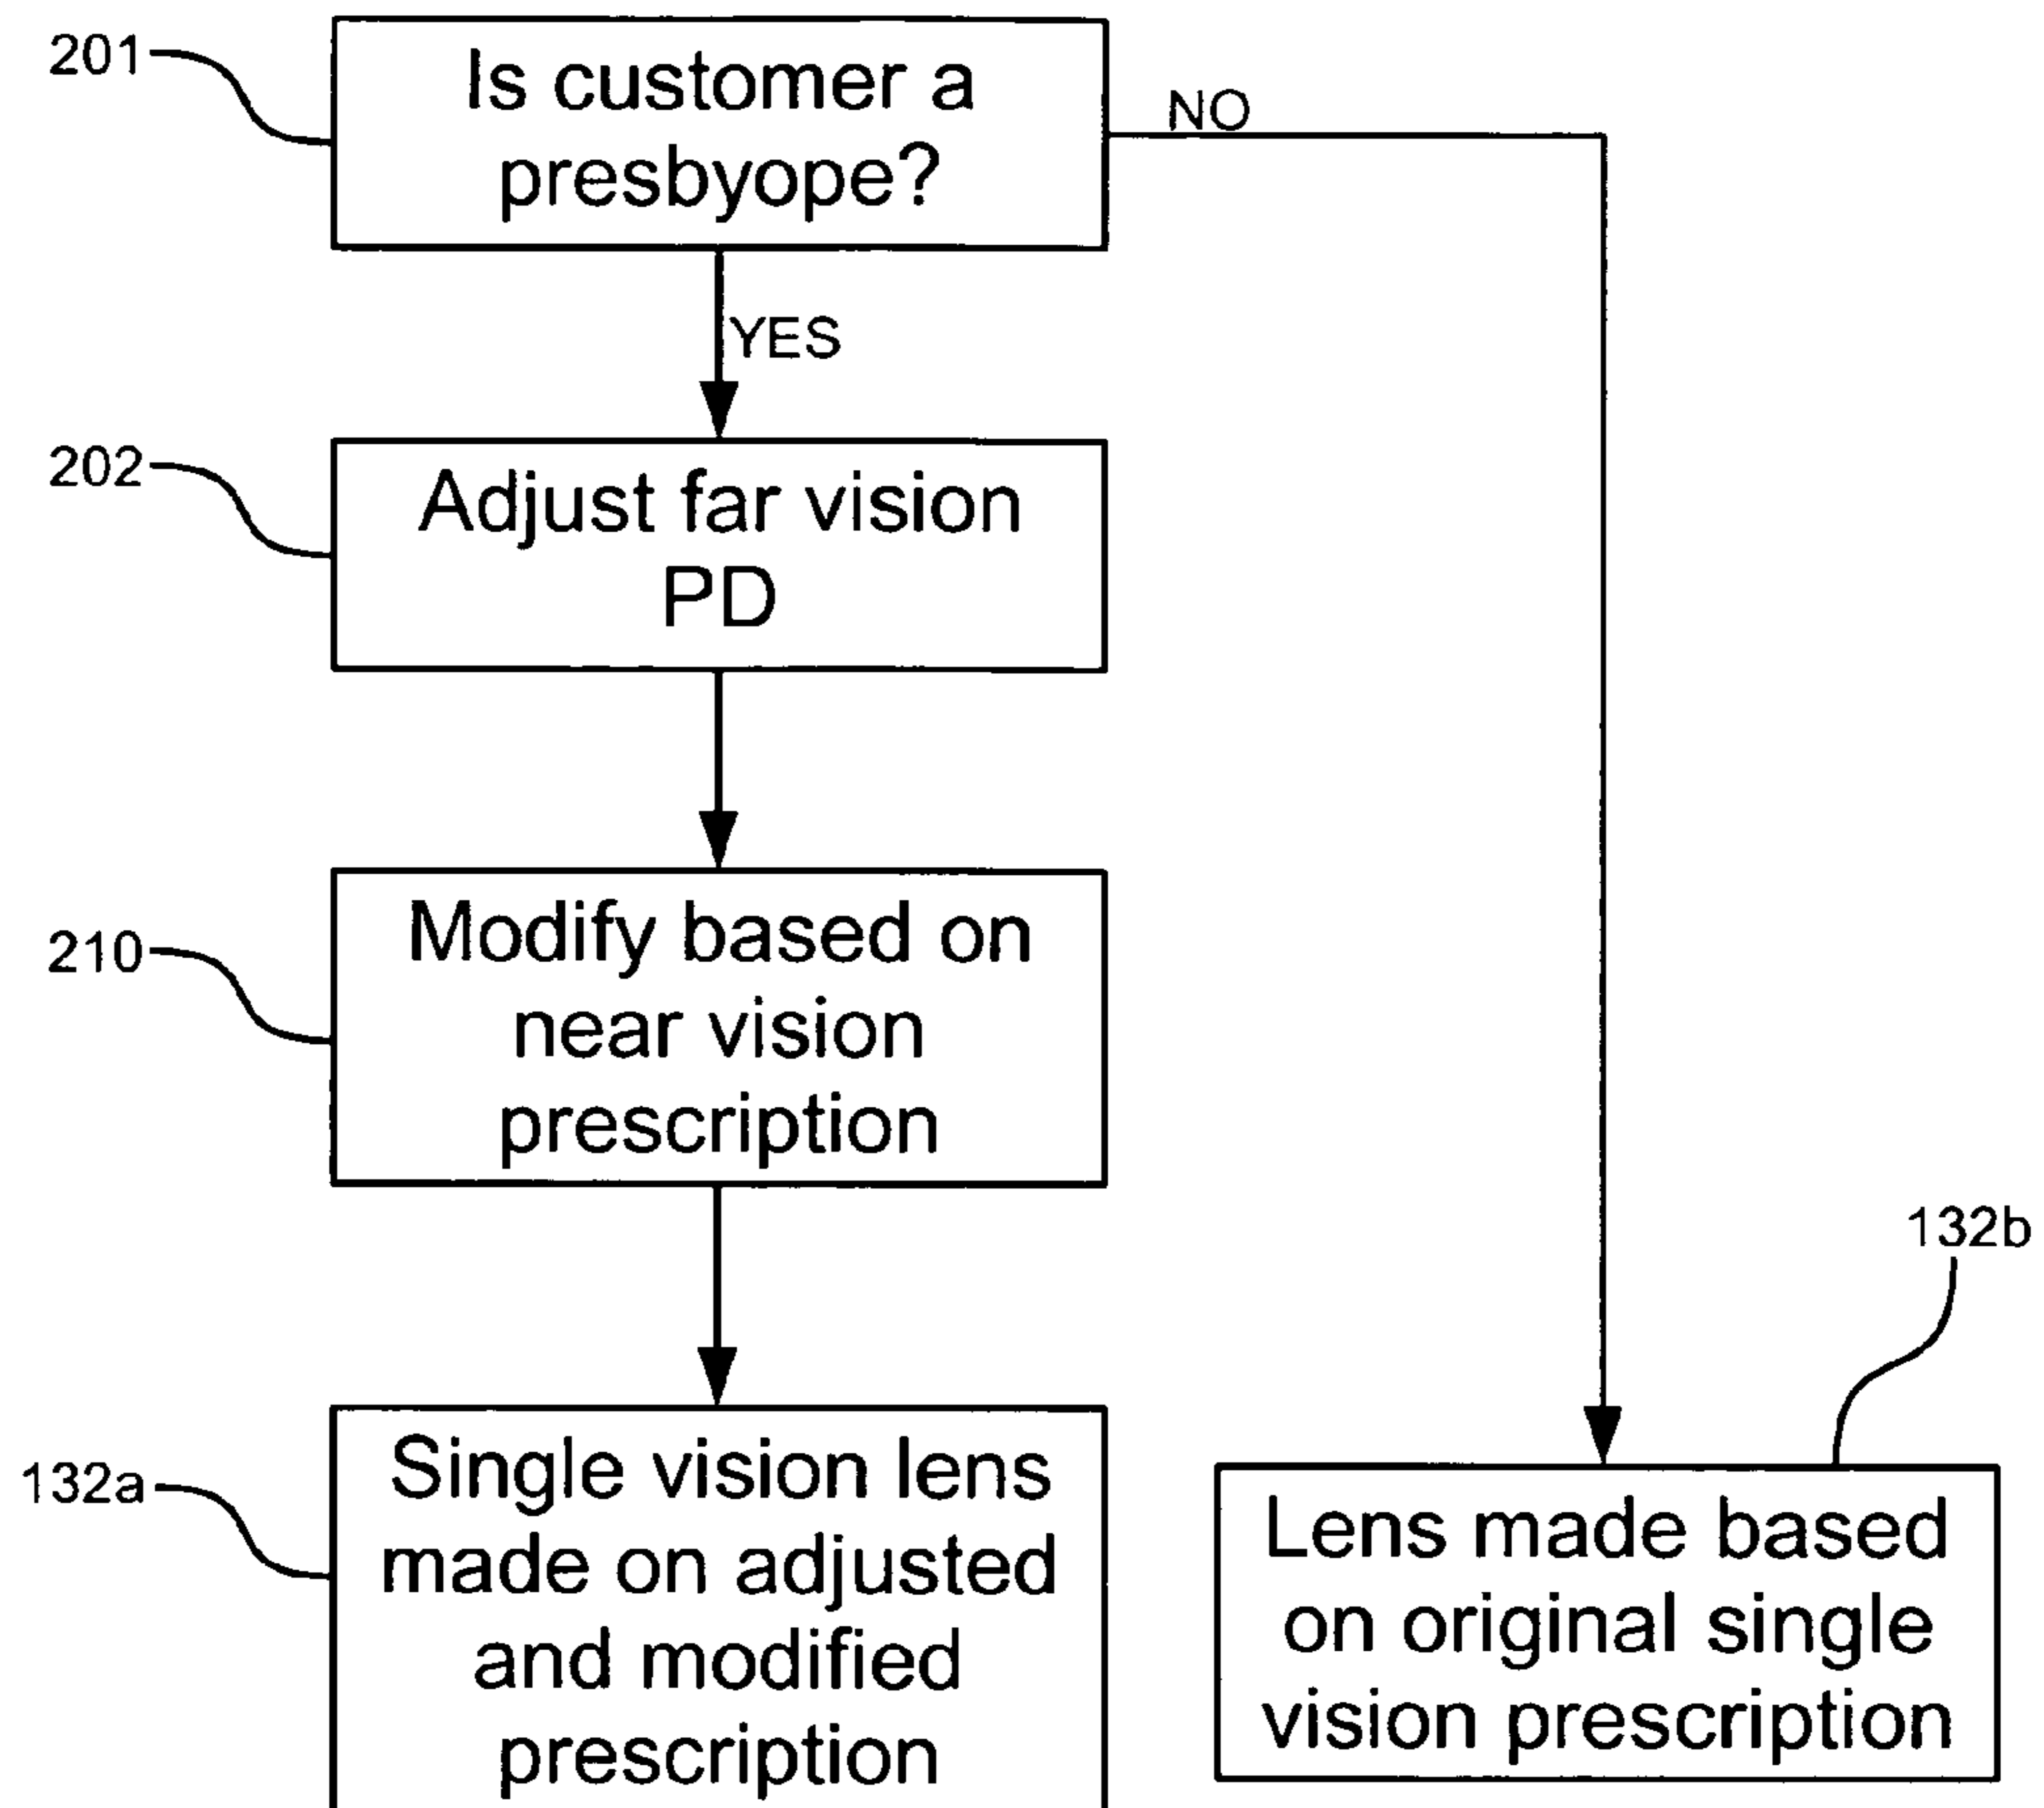 201
Is customer a
presbyope?
NO
YES
202
Adjust far vision
PD
210
Modify based on
near vision
prescription
132a
Single vision lens
made on adjusted
and modified
prescription
132b
Lens made based
on original single
vision prescription